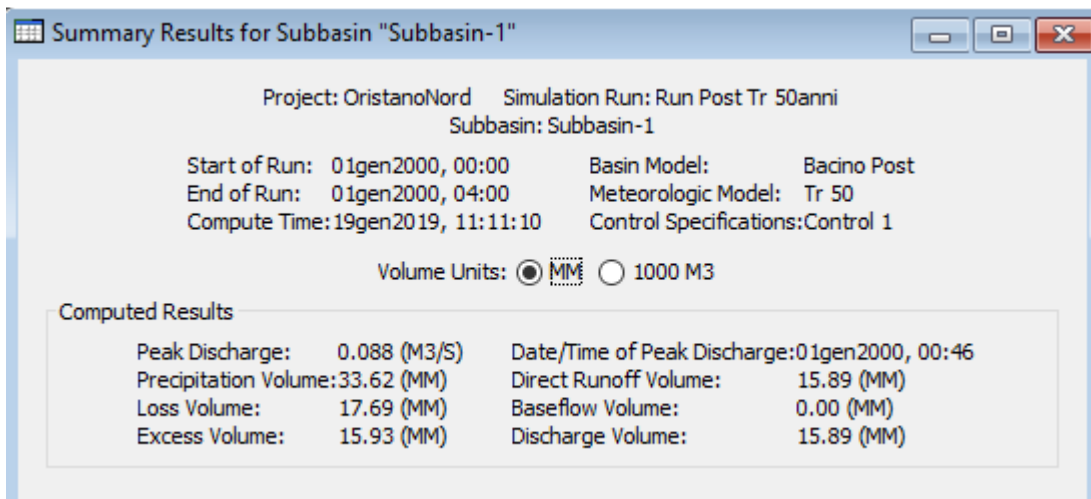 Summary Results for Subbasin "Subbasin-1"
Project: OristanoNord Simulation Run: Run Post Tr 50anni
Subbasin: Subbasin-1
Start of Run: 01gen2000, 00:00 Basin Model: Bacino Post
End of Run: 01gen2000, 04:00 Meteorologic Model: Tr 50
Compute Time:19gen2019, 11:11:10 Control Specifications:Control 1
Volume Units: MM 1000 M3
Computed Results
Peak Discharge: 0.088 (M3/S) Date/Time of Peak Discharge:01gen2000, 00:46
Precipitation Volume:33.62 (MM) Direct Runoff Volume: 15.89 (MM)
Loss Volume: 17.69 (MM) Baseflow Volume: 0.00 (MM)
Excess Volume: 15.93 (MM) Discharge Volume: 15.89 (MM)